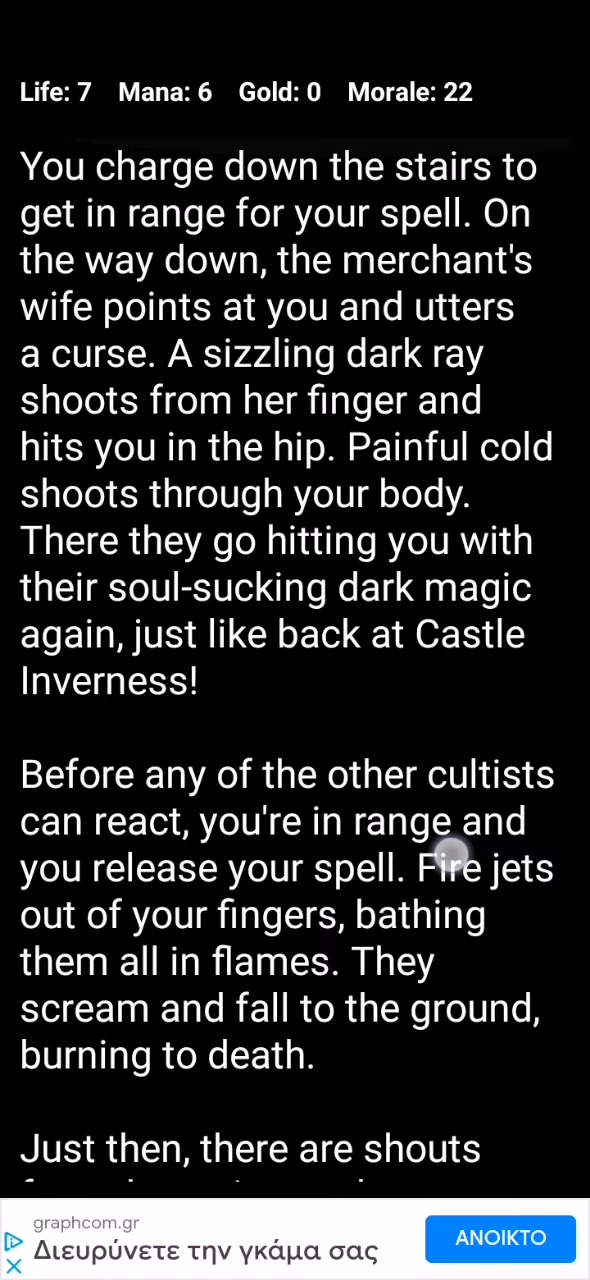 Life: 7 Mana: 6 Gold: 0 Morale: 22
You charge down the stairs to
get in range for your spell. On
the way down, the merchant's
wife points at you and utters
a curse. A sizzling dark ray
shoots from her finger and
hits you in the hip. Painful cold
shoots through your body.
There they go hitting you with
their soul-sucking dark magic
again, just like back at Castle
Inverness!
Before any of the other cultists
can react, you're in range and
you release your spell. Fire jets
out of your fingers, bathing
them all in flames. They
scream and fall to the ground,
burning to death.
Just then, there are shouts
graphcom.gr
Διευρύνετε την γκάμα σας
ΑΝΟΙΚΤΟ